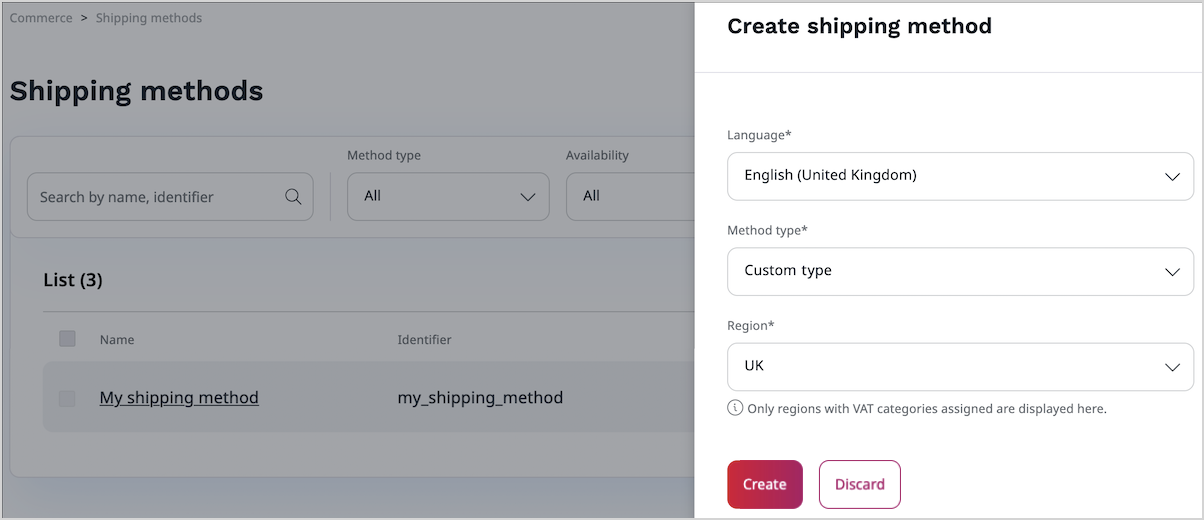 Commerce > Shipping methods
Shipping methods
Method type
Availability
Search by name, identifier
All
All
List (3)
Name
Identifier
My shipping method
my_shipping_method
Create shipping method
Language*
English (United Kingdom)
Method type*
Custom type
Region*
UK
Only regions with VAT categories assigned are displayed here.
Create
Discard